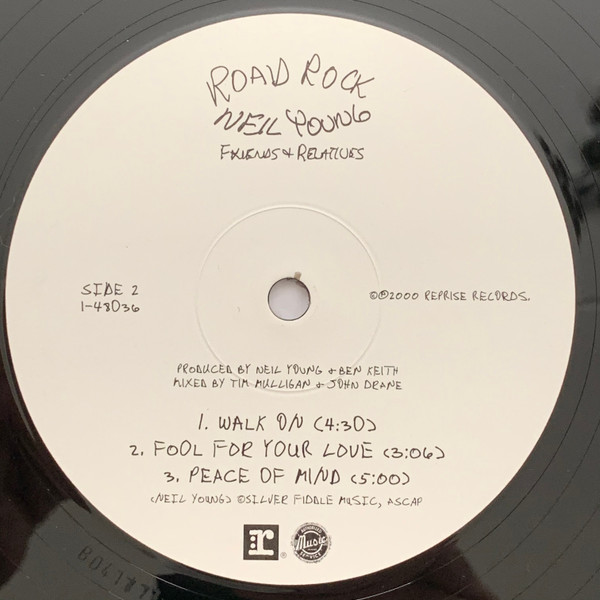 ROAD ROCK
NEIL YOUNG
FRIENDS & RELATIVES
SIDE 2
1-48036
©℗2000 REPRISE RECORDS.
PRODUCED BY NEIL YOUNG & BEN KEITH
MIXED BY TIM MULLIGAN & JOHN DRANE
1. WALK ON (4:30)
2. FOOL FOR YOUR LOVE (3:06)
3. PEACE OF MIND (5:00)
(NEIL YOUNG) ©SILVER FIDDLE MUSIC, ASCAP
r ®
Music